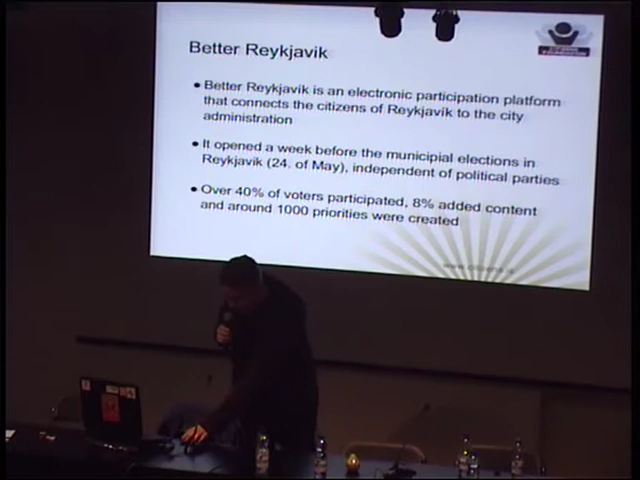 Better Reykjavik
• Better Reykjavik is an electronic participation platform
that connects the citizens of Reykjavik to the city
administration
• It opened a week before the municipial elections in
Reykjavik (24. of May), independent of political parties
• Over 40% of voters participated, 8% added content
and around 1000 priorities were created